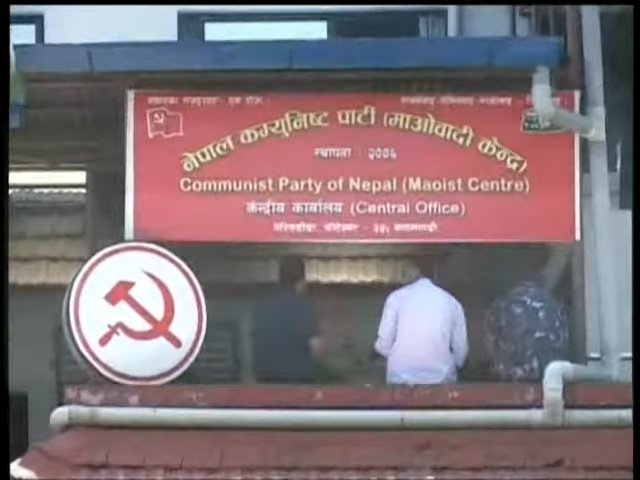 नेपाल कम्युनिष्ट पार्टी (माओवादी केन्द्र)
स्थापना : २००६
Communist Party of Nepal (Maoist Centre)
केन्द्रीय कार्यालय (Central Office)